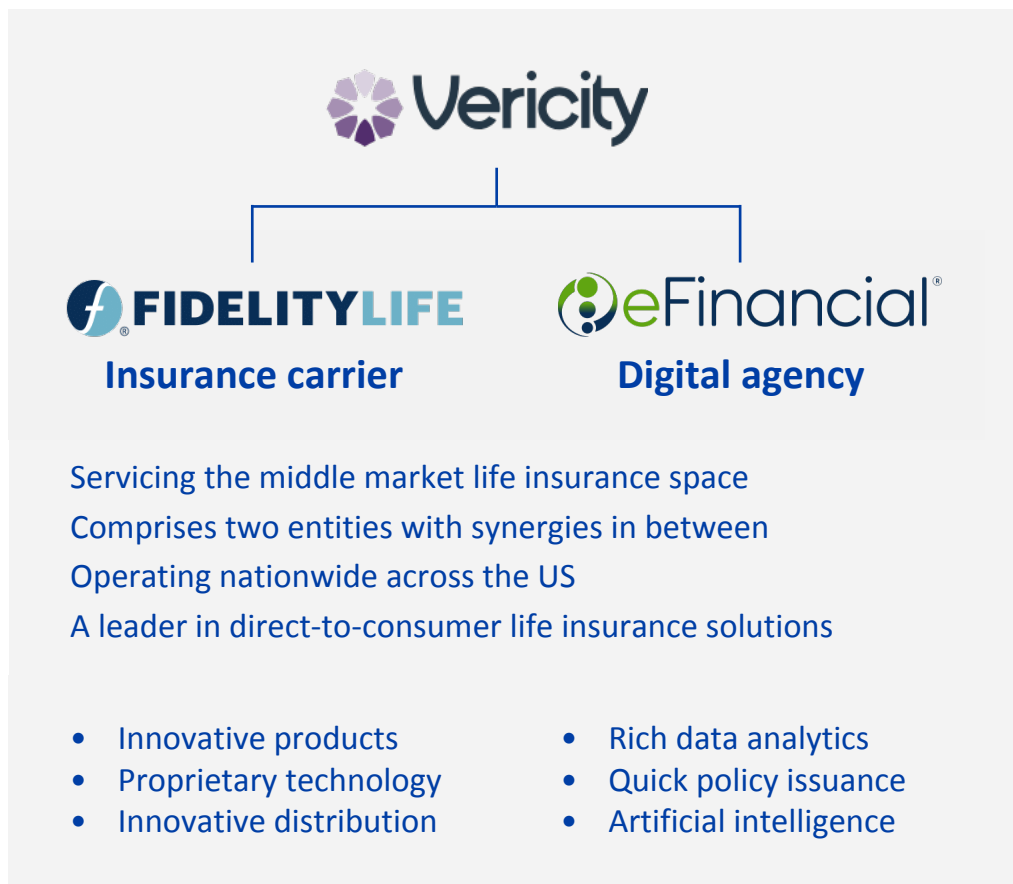 Vericity
FIDELITYLIFE®
eFinancial®
Insurance carrier
Digital agency
Servicing the middle market life insurance space
Comprises two entities with synergies in between
Operating nationwide across the US
A leader in direct-to-consumer life insurance solutions
• Innovative products
• Proprietary technology
• Innovative distribution
• Rich data analytics
• Quick policy issuance
• Artificial intelligence